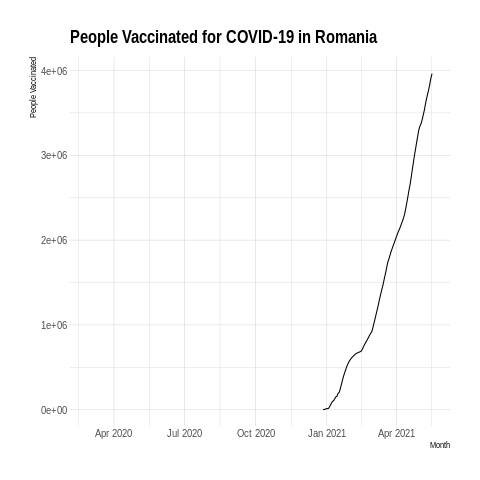 People Vaccinated for COVID-19 in Romania
People Vaccinated
4e+06
3e+06
2e+06
1e+06
0e+00
Apr 2020 Jul 2020 Oct 2020 Jan 2021 Apr 2021
Month